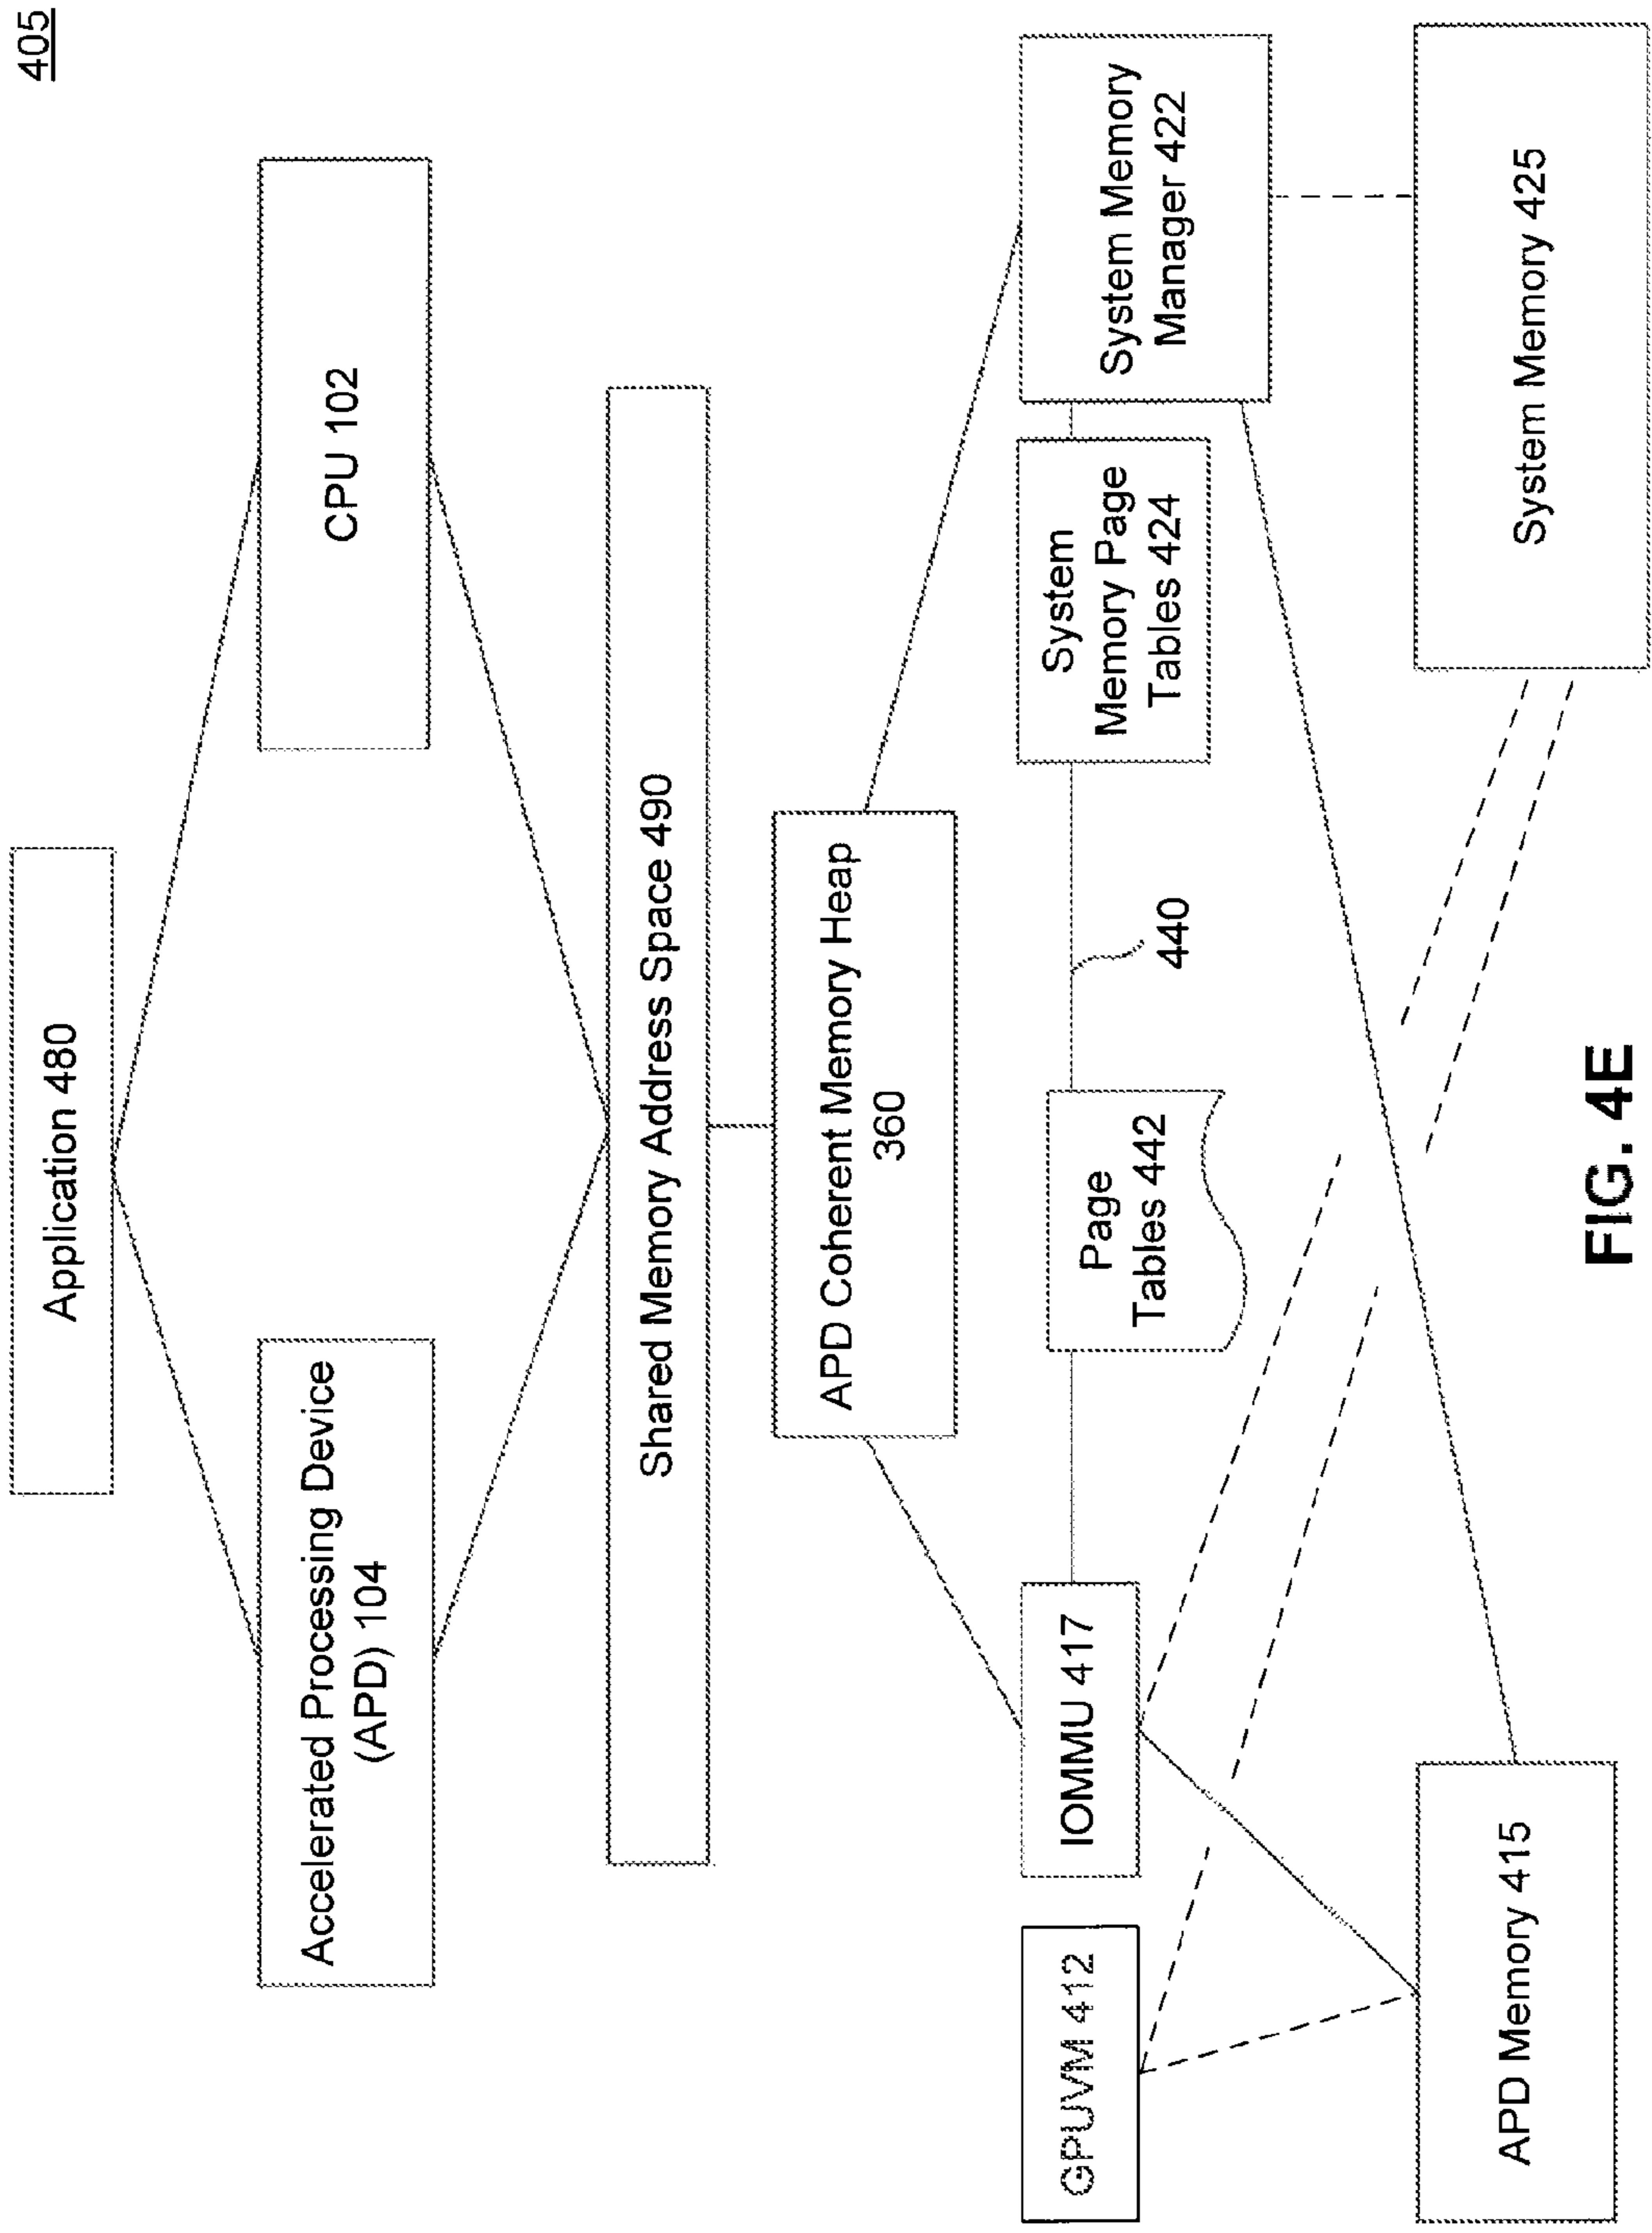 405
Application 480
Accelerated Processing Device
(APD) 104
CPU 102
Shared Memory Address Space 490
APD Coherent Memory Heap
360
GPUVM 412
IOMMU 417
Page
Tables 442
440
System
Memory Page
Tables 424
System Memory
Manager 422
APD Memory 415
System Memory 425
FIG. 4E